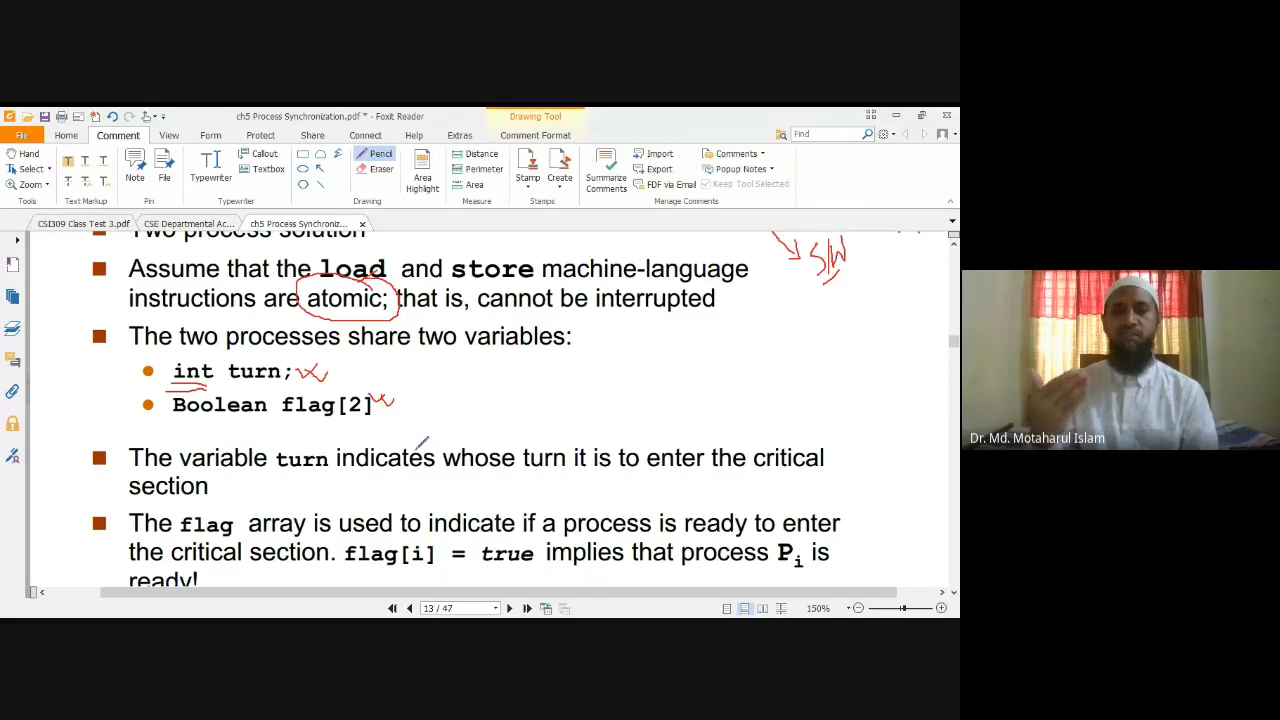 ch5 Process Synchronization.pdf * - Foxit Reader
Drawing Tool
File Home Comment View Form Protect Share Connect Help Extras Comment Format
Find
Hand
Select
Zoom
Tools
Text Markup
Note
File
Pin
Typewriter
Callout
Textbox
Typewriter
Pencil
Eraser
Drawing
Area Highlight
Distance
Perimeter
Area
Measure
Stamp
Create
Stamps
Summarize Comments
Import
Export
FDF via Email
Comments
Popup Notes
Keep Tool Selected
Manage Comments
CSI309 Class Test 3.pdf
CSE Departmental Ac...
ch5 Process Synchroniz...
Two process solution
S/W
Assume that the load and store machine-language
instructions are atomic; that is, cannot be interrupted
The two processes share two variables:
int turn;
Boolean flag[2]
The variable turn indicates whose turn it is to enter the critical
section
The flag array is used to indicate if a process is ready to enter
the critical section. flag[i] = true implies that process Pi is
ready!
13 / 47
150%
Dr. Md. Motaharul Islam